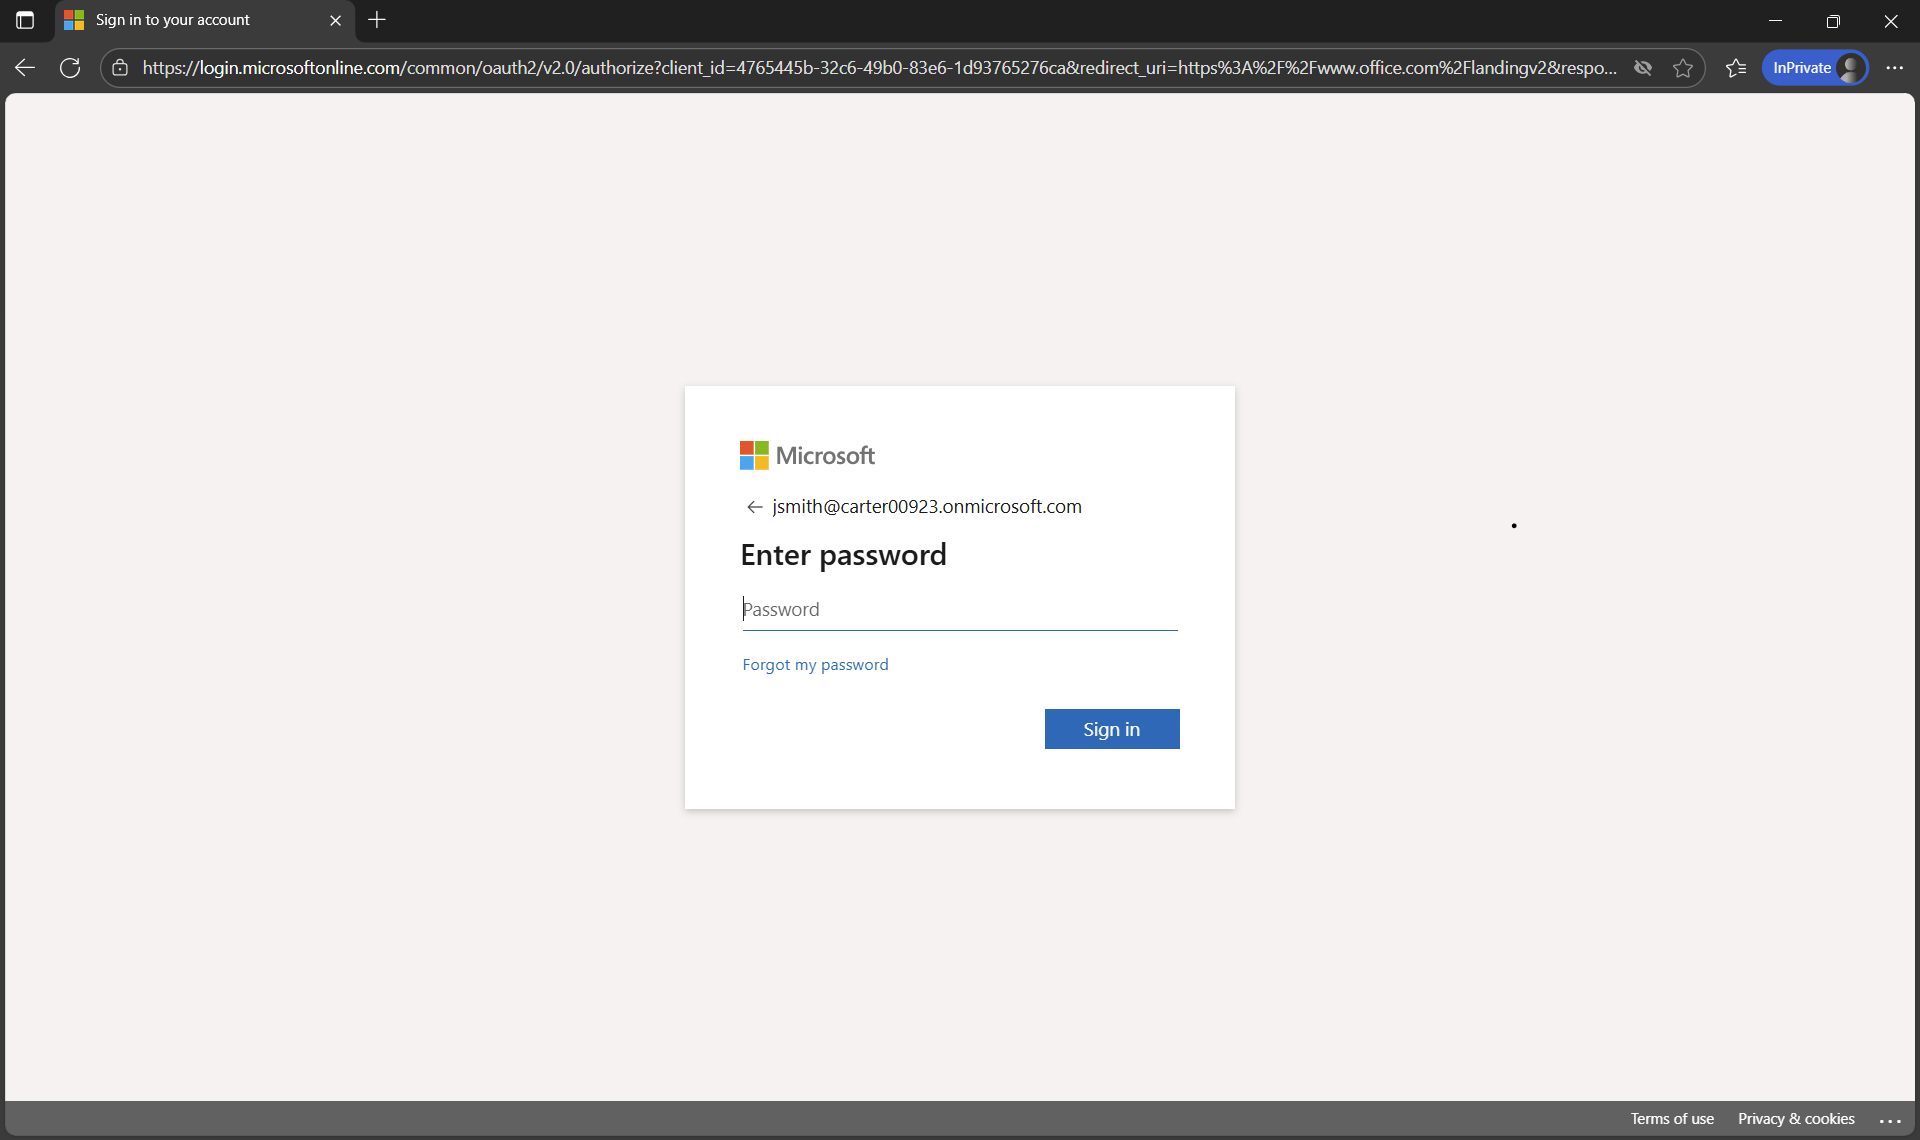 Sign in to your account
https://login.microsoftonline.com/common/oauth2/v2.0/authorize?client_id=4765445b-32c6-49b0-83e6-1d93765276ca&redirect_uri=https%3A%2F%2Fwww.office.com%2Flandingv2&respo...
InPrivate
Microsoft
jsmith@carter00923.onmicrosoft.com
Enter password
Password
Forgot my password
Sign in
Terms of use Privacy & cookies ...